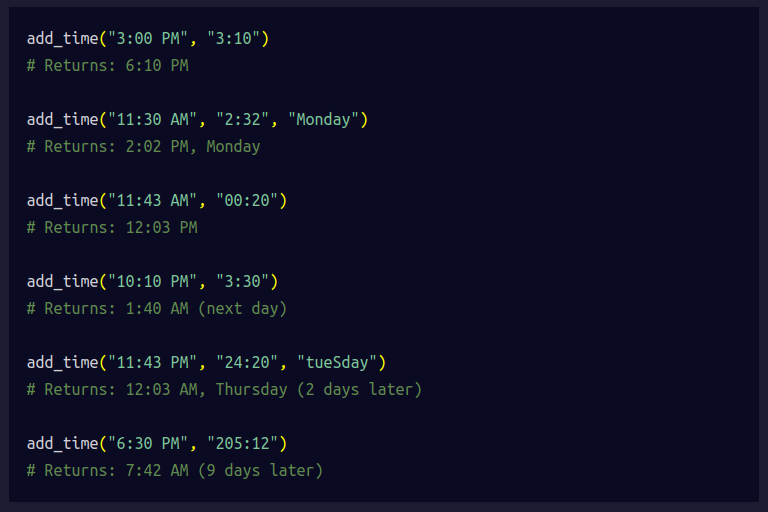 add_time("3:00 PM", "3:10")
# Returns: 6:10 PM
add_time("11:30 AM", "2:32", "Monday")
# Returns: 2:02 PM, Monday
add_time("11:43 AM", "00:20")
# Returns: 12:03 PM
add_time("10:10 PM", "3:30")
# Returns: 1:40 AM (next day)
add_time("11:43 PM", "24:20", "tueSday")
# Returns: 12:03 AM, Thursday (2 days later)
add_time("6:30 PM", "205:12")
# Returns: 7:42 AM (9 days later)